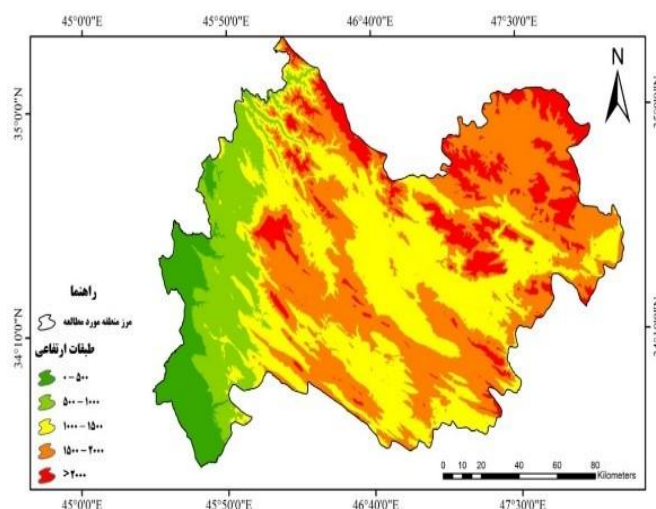 45°0'0"E 45°50'0"E 46°40'0"E 47°30'0"E
N
35°0'0"N
34°10'0"N
راهنما
مرز منطقه مورد مطالعه
طبقات ارتفاعی
۰ - ۵۰۰
۵۰۰ - ۱۰۰۰
۱۰۰۰ - ۱۵۰۰
۱۵۰۰ - ۲۰۰۰
> ۲۰۰۰
0 5 10 20 40 60 80
Kilometers
45°0'0"E 45°50'0"E 46°40'0"E 47°30'0"E